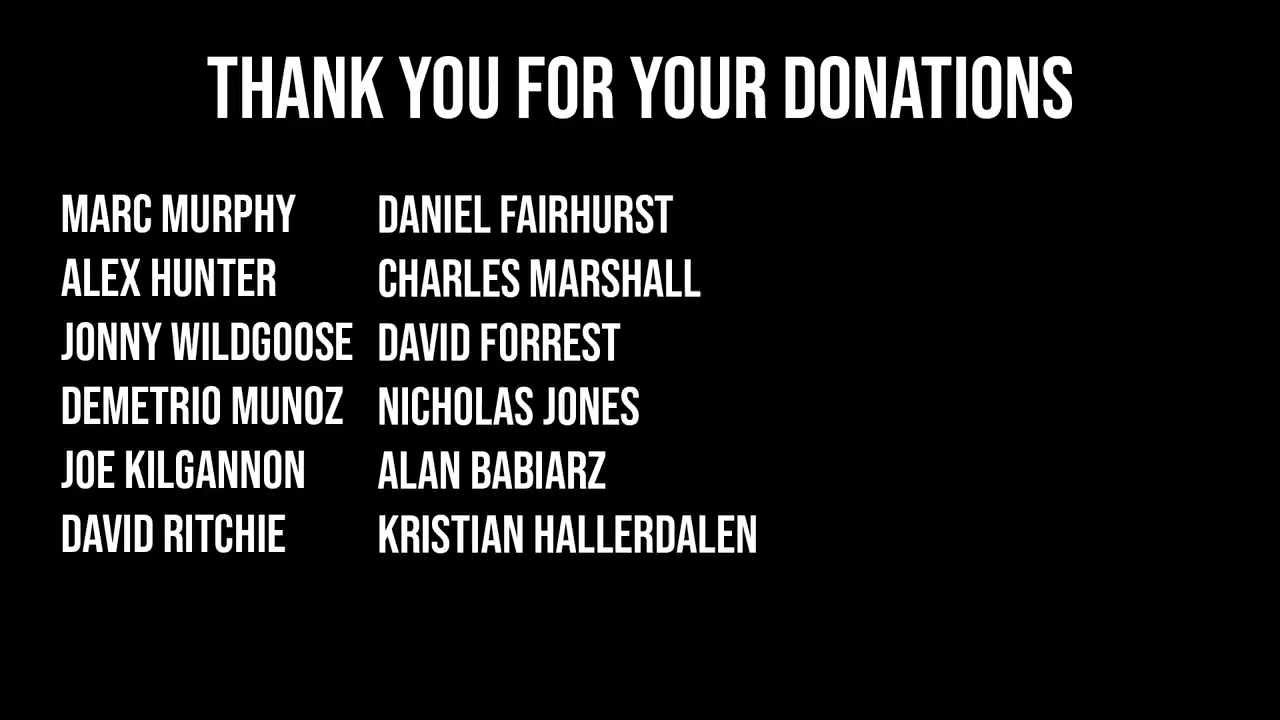 THANK YOU FOR YOUR DONATIONS
MARC MURPHY
ALEX HUNTER
JONNY WILDGOOSE
DEMETRIO MUNOZ
JOE KILGANNON
DAVID RITCHIE
DANIEL FAIRHURST
CHARLES MARSHALL
DAVID FORREST
NICHOLAS JONES
ALAN BABIARZ
KRISTIAN HALLERDALEN